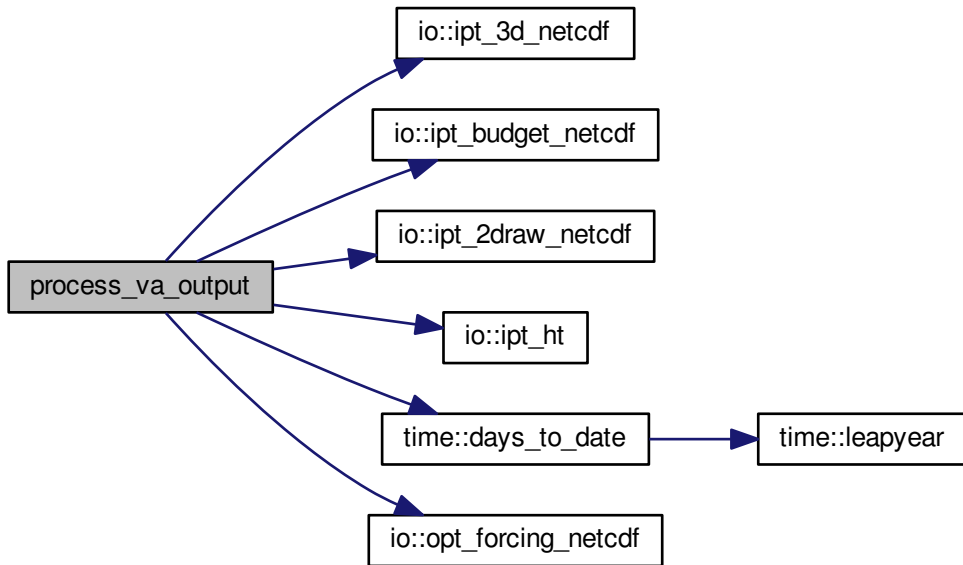 io::ipt_3d_netcdf
io::ipt_budget_netcdf
io::ipt_2draw_netcdf
process_va_output
io::ipt_ht
time::days_to_date
time::leapyear
io::opt_forcing_netcdf